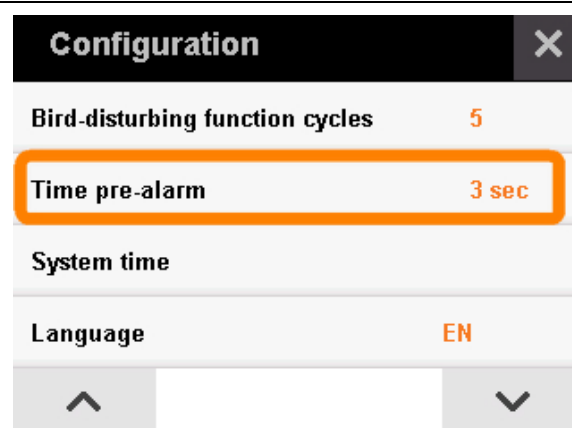 Configuration
Bird-disturbing function cycles 5
Time pre-alarm 3 sec
System time
Language EN